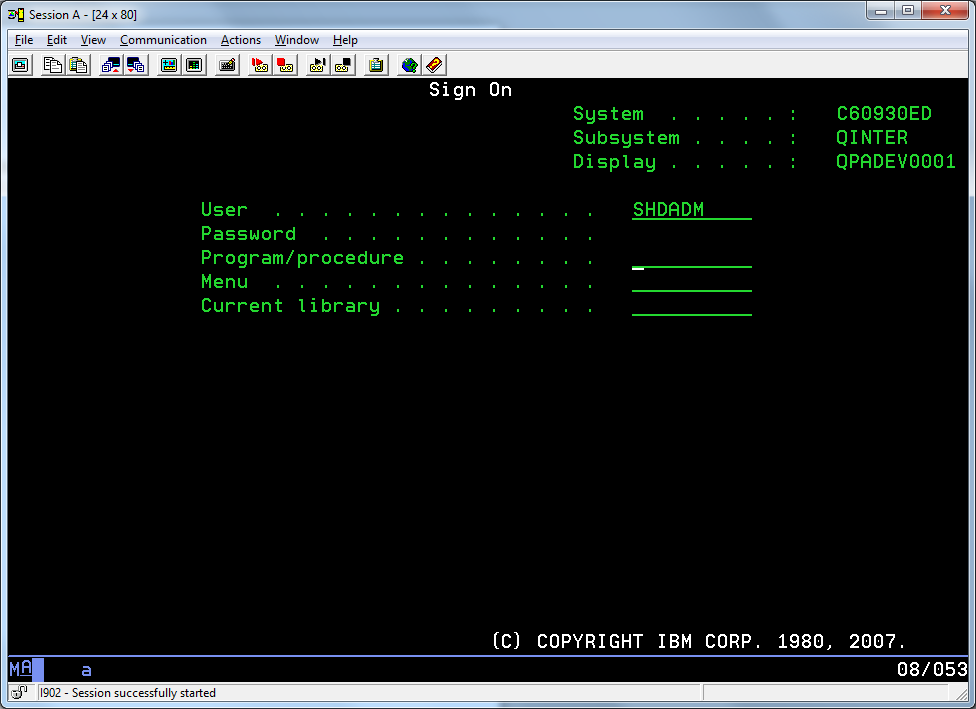 Session A - [24 x 80]
File Edit View Communication Actions Window Help
Sign On
System . . . . . : C60930ED
Subsystem . . . . : QINTER
Display . . . . . : QPADEV0001
User . . . . . . . . . . . . . . SHDADM
Password . . . . . . . . . . . .
Program/procedure . . . . . . . .
Menu . . . . . . . . . . . . . .
Current library . . . . . . . . .
(C) COPYRIGHT IBM CORP. 1980, 2007.
MA a 08/053
I902 - Session successfully started